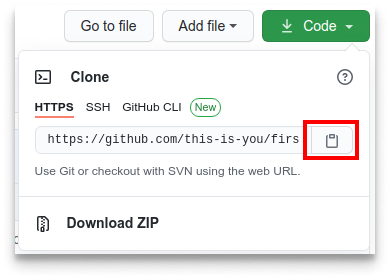 Go to file Add file Code
Clone
HTTPS SSH GitHub CLI New
https://github.com/this-is-you/firs
Use Git or checkout with SVN using the web URL.
Download ZIP